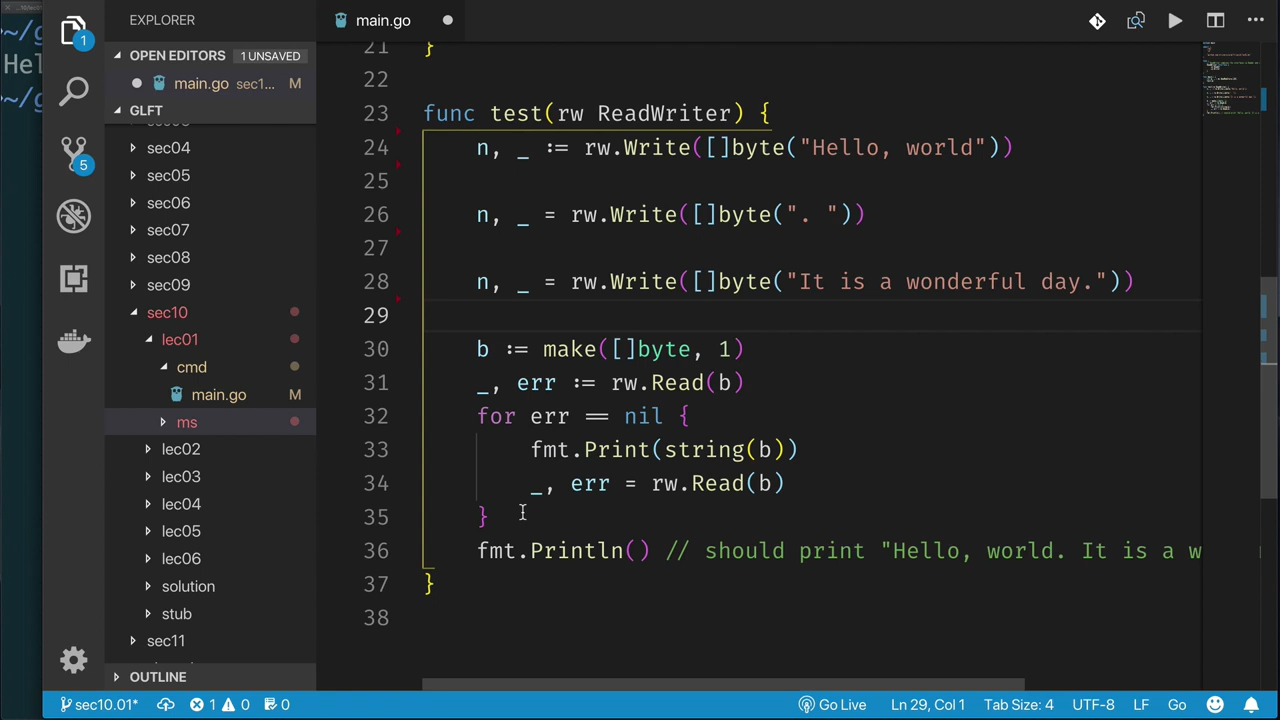 ~/g
Hel
~/g
1
5
EXPLORER
OPEN EDITORS 1 UNSAVED
main.go sec1... M
GLFT
sec04
sec05
sec06
sec07
sec08
sec09
sec10
lec01
cmd
main.go M
ms
lec02
lec03
lec04
lec05
lec06
solution
stub
sec11
OUTLINE
main.go
21 }
22
23 func test(rw ReadWriter) {
24 n, _ := rw.Write([]byte("Hello, world"))
25
26 n, _ = rw.Write([]byte(". "))
27
28 n, _ = rw.Write([]byte("It is a wonderful day."))
29
30 b := make([]byte, 1)
31 _, err := rw.Read(b)
32 for err == nil {
33 fmt.Print(string(b))
34 _, err = rw.Read(b)
35 }
36 fmt.Println() // should print "Hello, world. It is a w
37 }
38
sec10.01* 1 0 0 Go Live Ln 29, Col 1 Tab Size: 4 UTF-8 LF Go